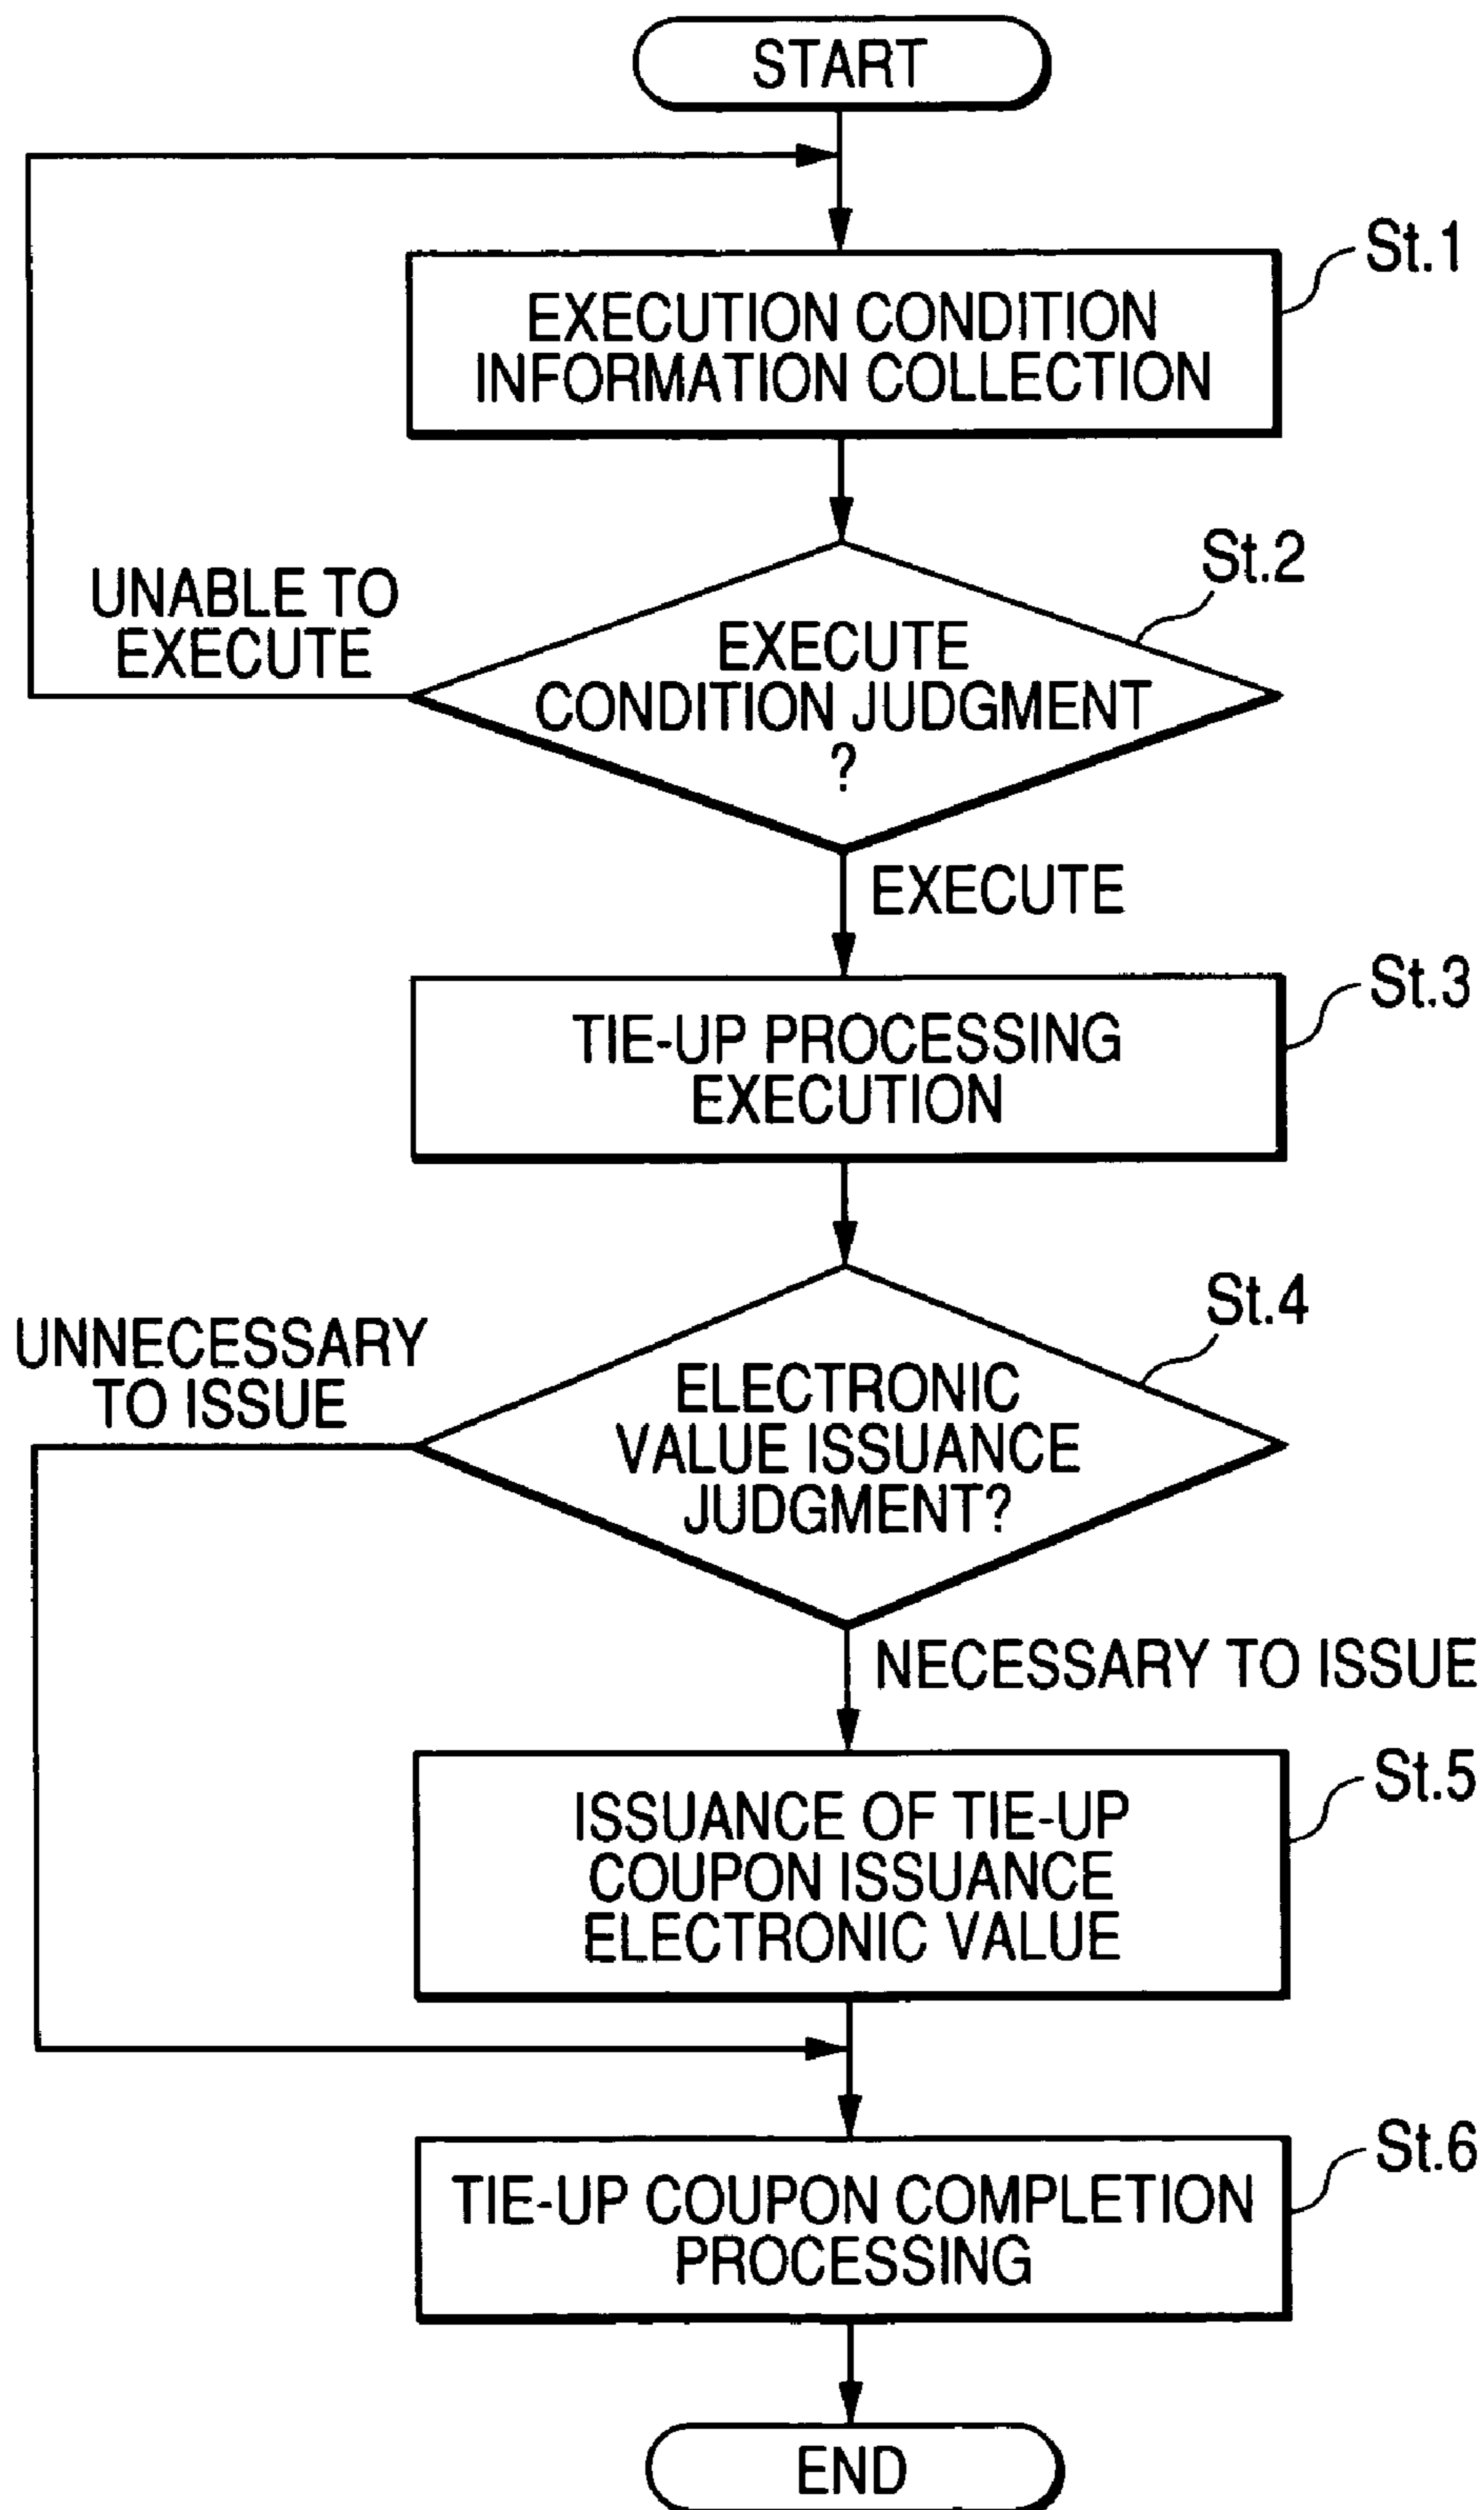 START
St.1
EXECUTION CONDITION
INFORMATION COLLECTION
St.2
UNABLE TO
EXECUTE
EXECUTE
CONDITION JUDGMENT
?
EXECUTE
St.3
TIE-UP PROCESSING
EXECUTION
St.4
UNNECESSARY
TO ISSUE
ELECTRONIC
VALUE ISSUANCE
JUDGMENT?
NECESSARY TO ISSUE
St.5
ISSUANCE OF TIE-UP
COUPON ISSUANCE
ELECTRONIC VALUE
St.6
TIE-UP COUPON COMPLETION
PROCESSING
END